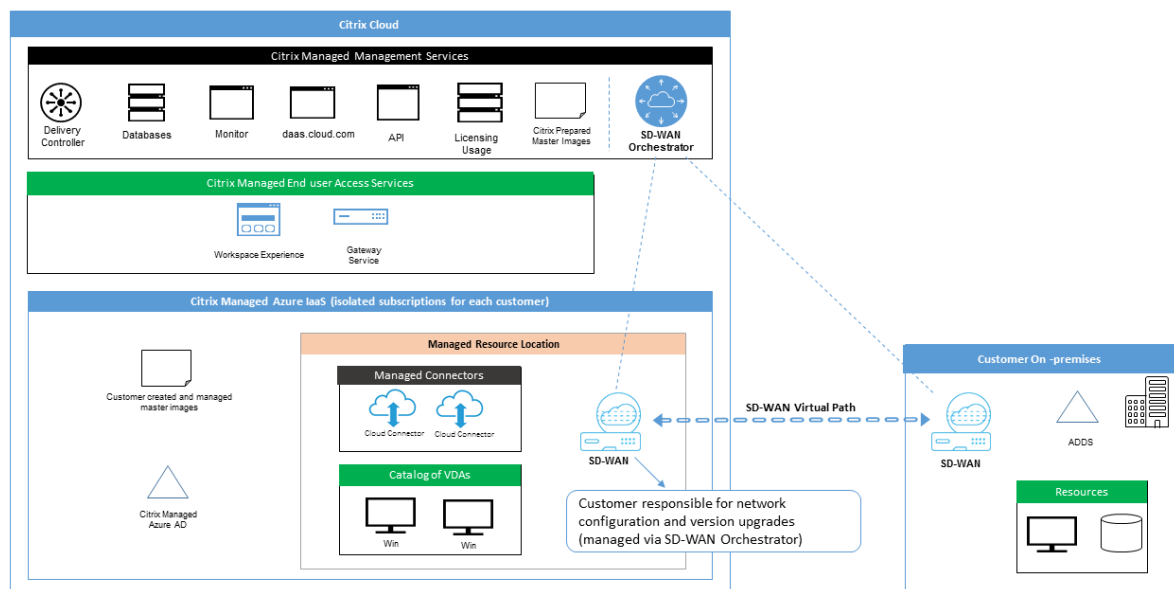 Citrix Cloud
Citrix Managed Management Services
Delivery
Controller
Databases
Monitor
daas.cloud.com
API
Licensing
Usage
Citrix Prepared
Master Images
SD-WAN
Orchestrator
Citrix Managed End user Access Services
Workspace Experience
Gateway
Service
Citrix Managed Azure IaaS (isolated subscriptions for each customer)
Customer created and managed
master images
Citrix Managed
Azure AD
Managed Resource Location
Managed Connectors
Cloud Connector
Cloud Connector
Catalog of VDAs
Win
Win
SD-WAN
SD-WAN Virtual Path
Customer responsible for network
configuration and version upgrades
(managed via SD-WAN Orchestrator)
Customer On -premises
SD-WAN
ADDS
Resources